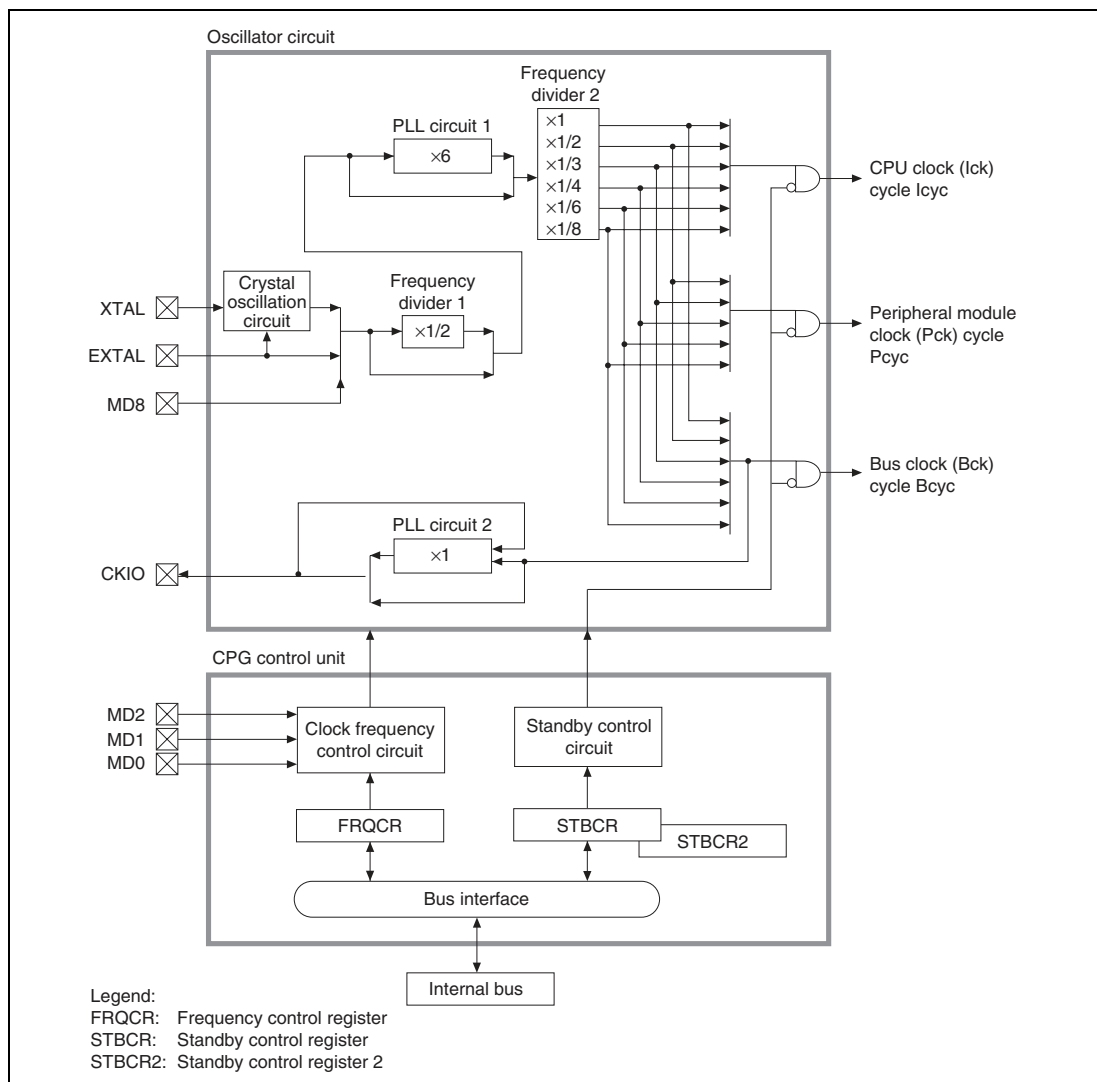 Oscillator circuit
Frequency
divider 2
PLL circuit 1
×6
×1
×1/2
×1/3
×1/4
×1/6
×1/8
CPU clock (Ick)
cycle Icyc
XTAL
Crystal
oscillation
circuit
Frequency
divider 1
×1/2
EXTAL
MD8
Peripheral module
clock (Pck) cycle
Pcyc
Bus clock (Bck)
cycle Bcyc
PLL circuit 2
×1
CKIO
CPG control unit
MD2
MD1
MD0
Clock frequency
control circuit
Standby control
circuit
FRQCR
STBCR
STBCR2
Bus interface
Internal bus
Legend:
FRQCR: Frequency control register
STBCR: Standby control register
STBCR2: Standby control register 2